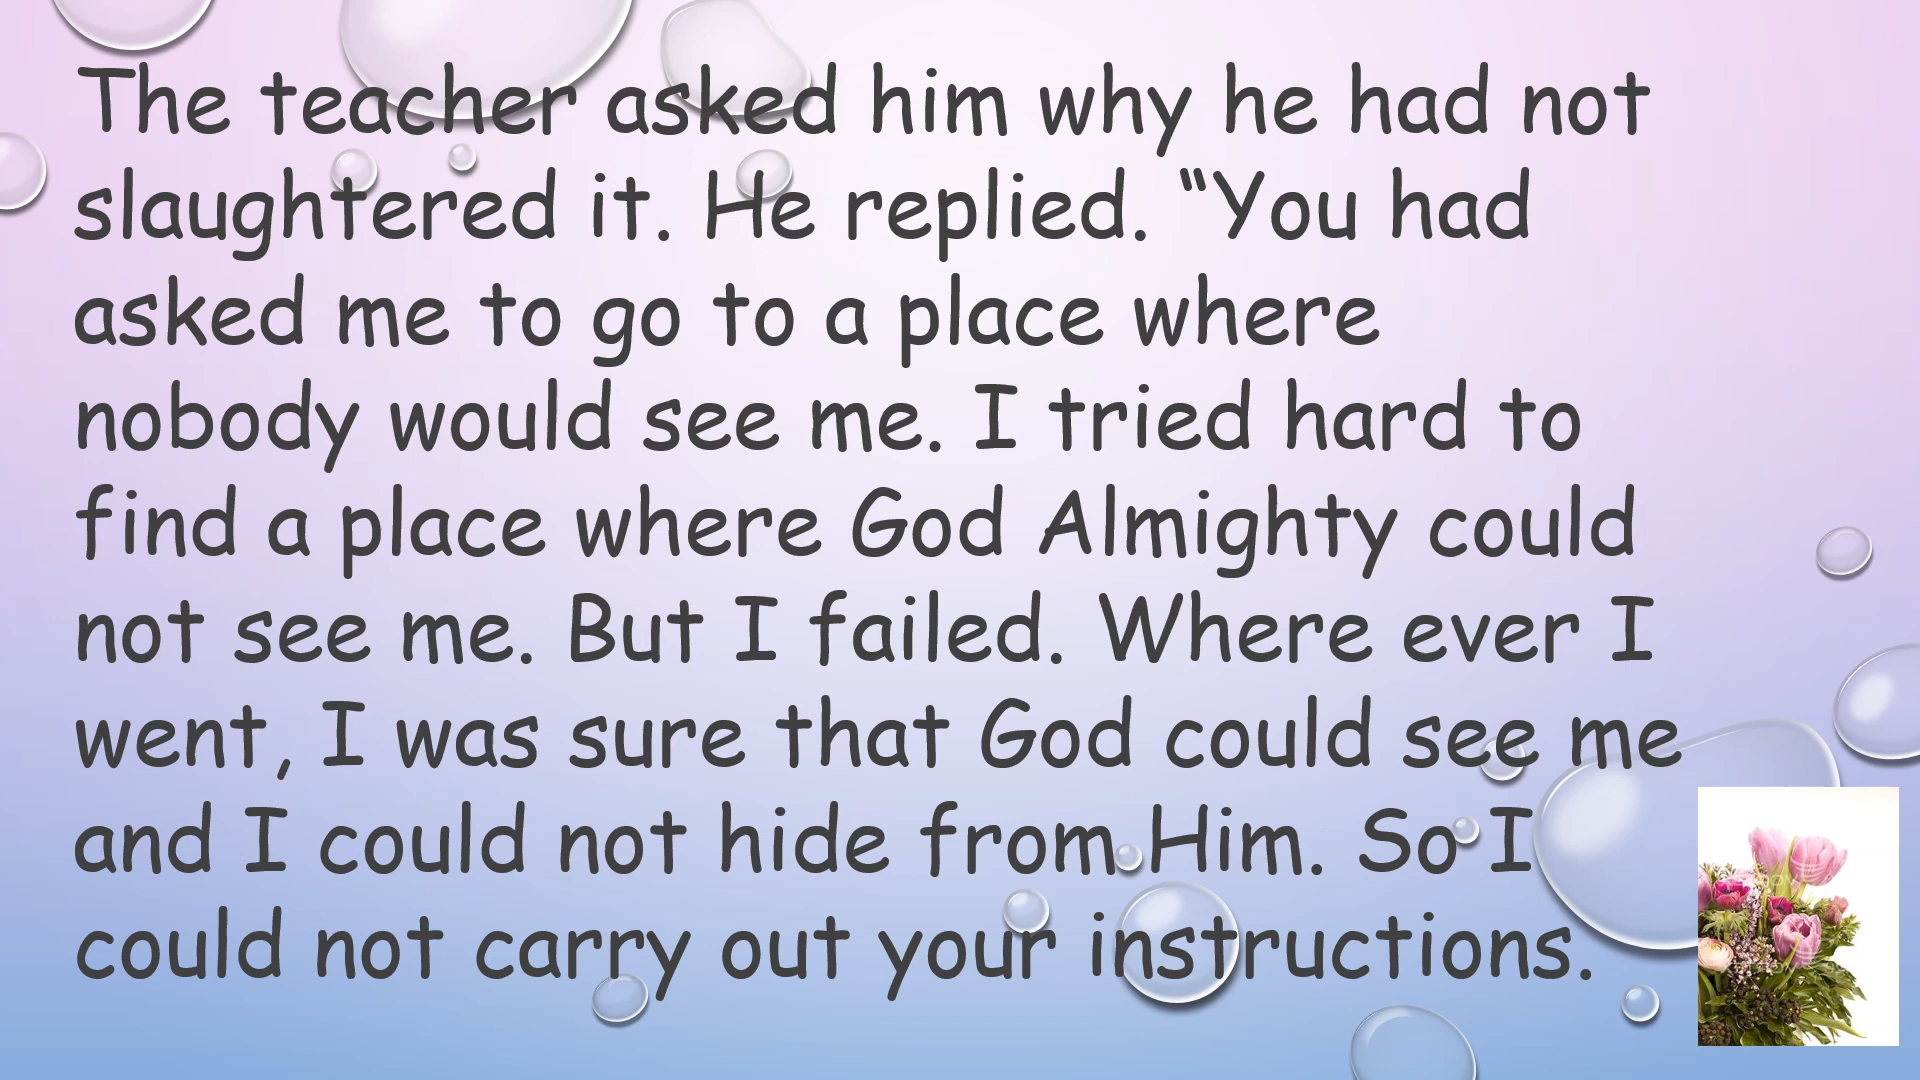 The teacher asked him why he had not
slaughtered it. He replied. “You had
asked me to go to a place where
nobody would see me. I tried hard to
find a place where God Almighty could
not see me. But I failed. Where ever I
went, I was sure that God could see me
and I could not hide from Him. So I
could not carry out your instructions.